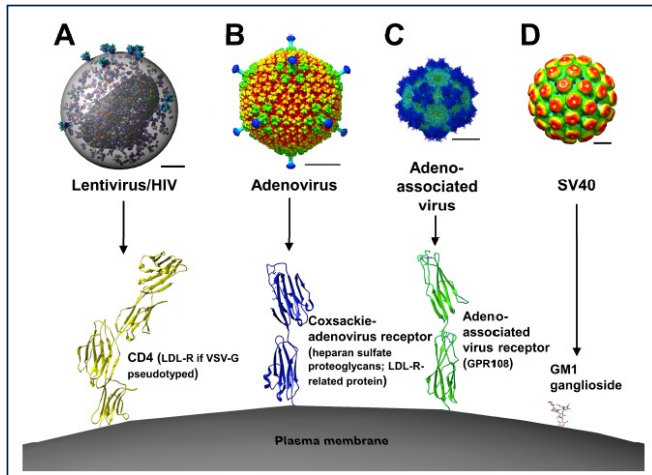 A
B
C
D
Lentivirus/HIV
Adenovirus
Adeno-
associated
virus
SV40
CD4 (LDL-R if VSV-G
pseudotyped)
Coxsackie-
adenovirus receptor
(heparan sulfate
proteoglycans; LDL-R-
related protein)
Adeno-
associated
virus receptor
(GPR108)
GM1
ganglioside
Plasma membrane